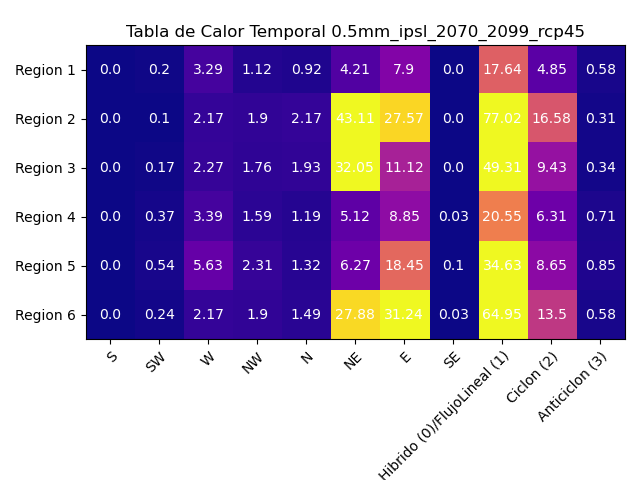 Tabla de Calor Temporal 0.5mm_ipsl_2070_2099_rcp45
Region 1 0.0 0.2 3.29 1.12 0.92 4.21 7.9 0.0 17.64 4.85 0.58
Region 2 0.0 0.1 2.17 1.9 2.17 43.11 27.57 0.0 77.02 16.58 0.31
Region 3 0.0 0.17 2.27 1.76 1.93 32.05 11.12 0.0 49.31 9.43 0.34
Region 4 0.0 0.37 3.39 1.59 1.19 5.12 8.85 0.03 20.55 6.31 0.71
Region 5 0.0 0.54 5.63 2.31 1.32 6.27 18.45 0.1 34.63 8.65 0.85
Region 6 0.0 0.24 2.17 1.9 1.49 27.88 31.24 0.03 64.95 13.5 0.58
S SW W NW N NE E SE Hibrido (0)/FlujoLineal (1) Ciclon (2) Anticiclon (3)